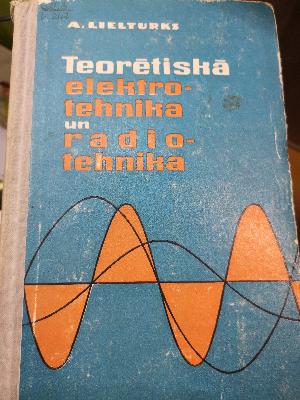 A. LIELTURKS
Teorētiskā
elektro-
tehnika
un
radio-
tehnika